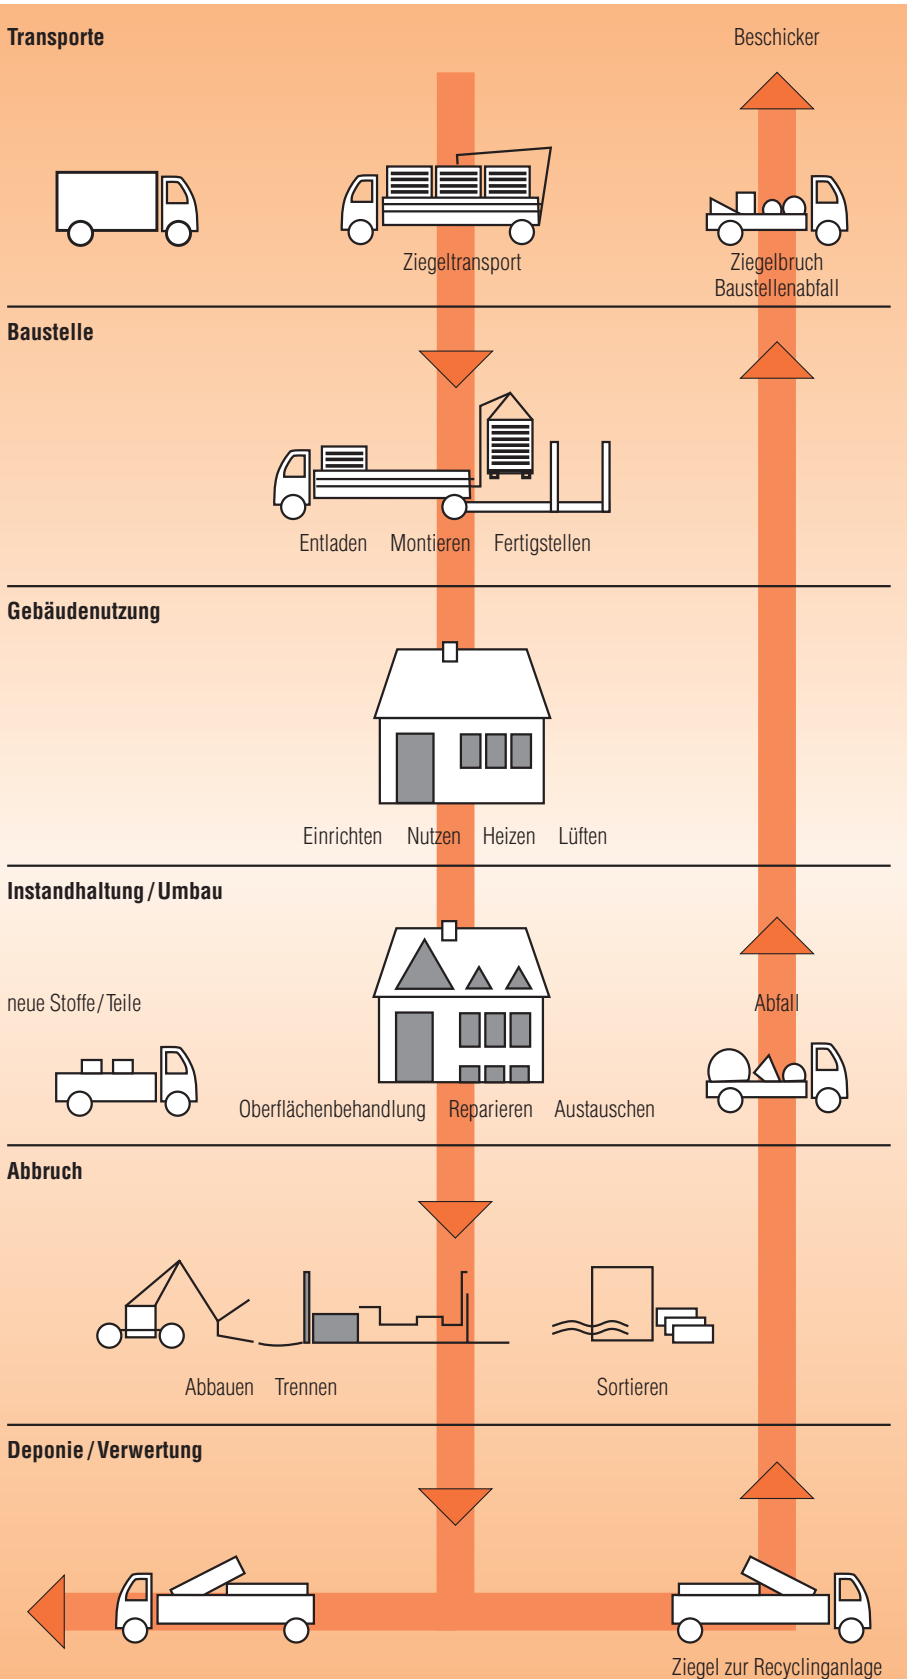 Transporte
Beschicker
Ziegeltransport
Ziegelbruch
Baustellenabfall
Baustelle
Entladen Montieren Fertigstellen
Gebäudenutzung
Einrichten Nutzen Heizen Lüften
Instandhaltung / Umbau
neue Stoffe / Teile
Abfall
Oberflächenbehandlung Reparieren Austauschen
Abbruch
Abbauen Trennen
Sortieren
Deponie / Verwertung
Ziegel zur Recyclinganlage